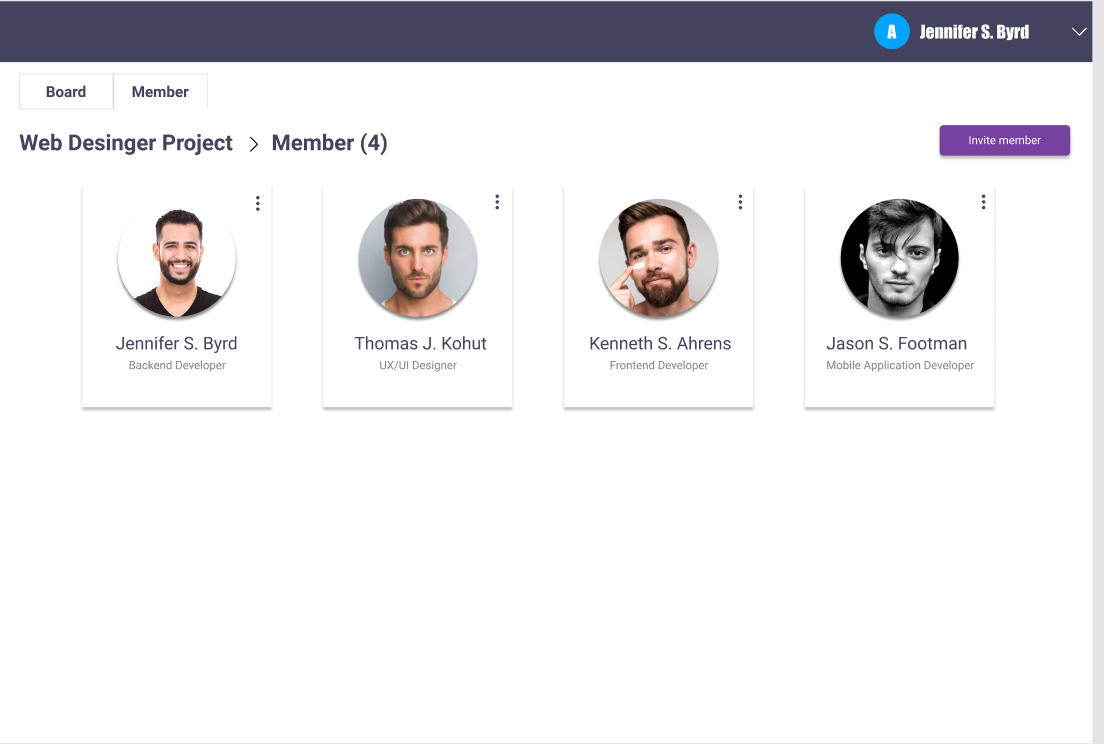 A Jennifer S. Byrd
Board Member
Web Desinger Project > Member (4)
Invite member
Jennifer S. Byrd
Backend Developer
Thomas J. Kohut
UX/UI Designer
Kenneth S. Ahrens
Frontend Developer
Jason S. Footman
Mobile Application Developer